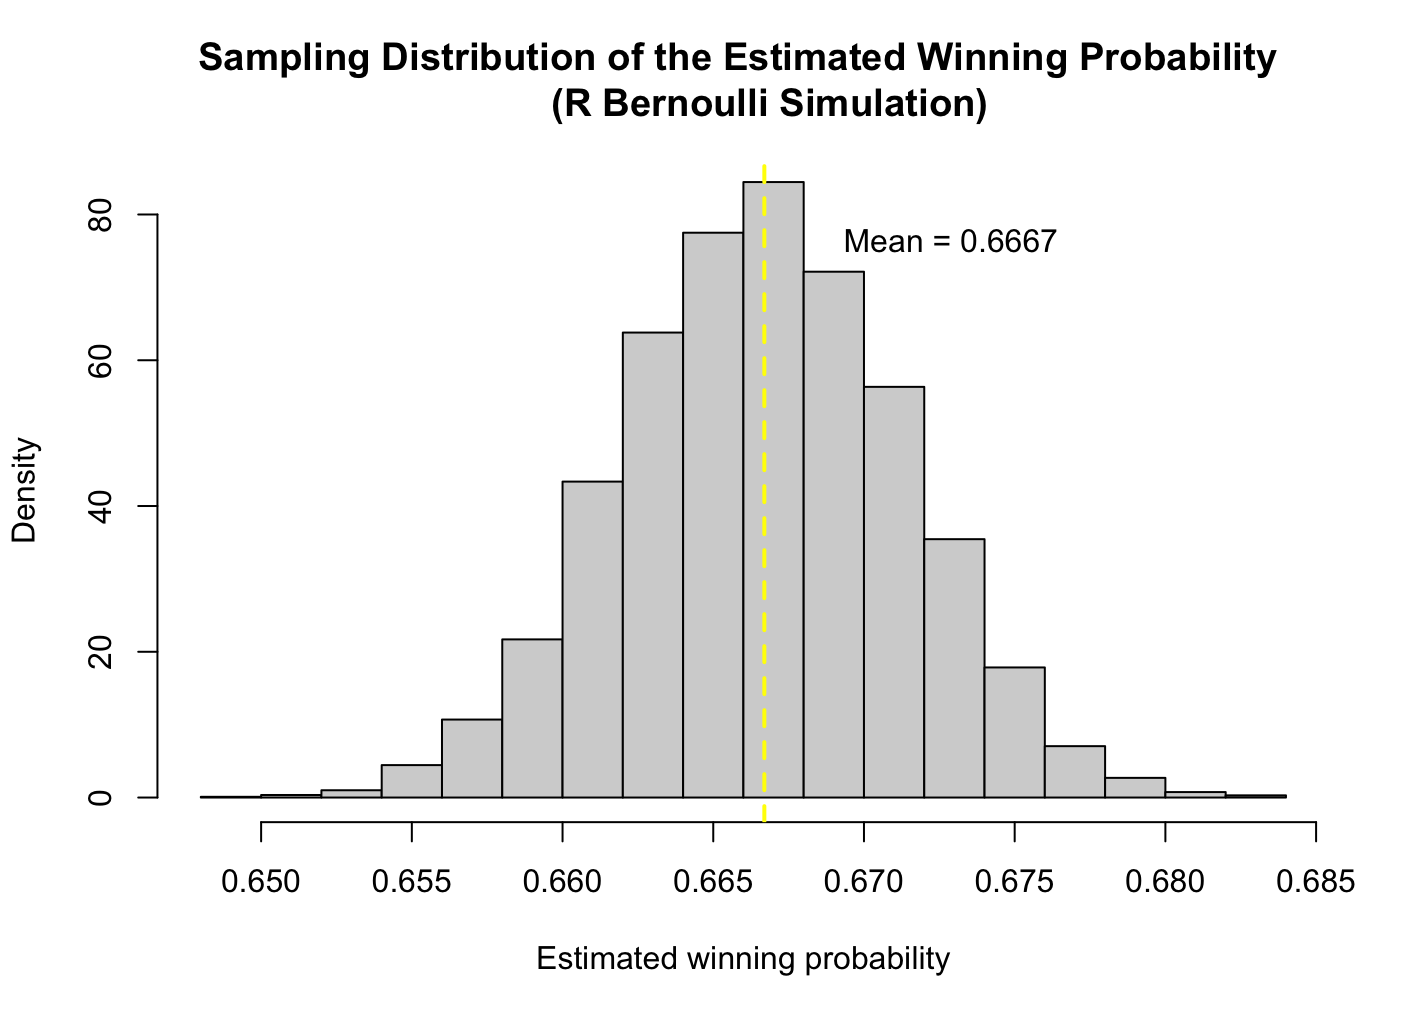 Sampling Distribution of the Estimated Winning Probability
(R Bernoulli Simulation)
Mean = 0.6667
Density
80
60
40
20
0
0.650 0.655 0.660 0.665 0.670 0.675 0.680 0.685
Estimated winning probability